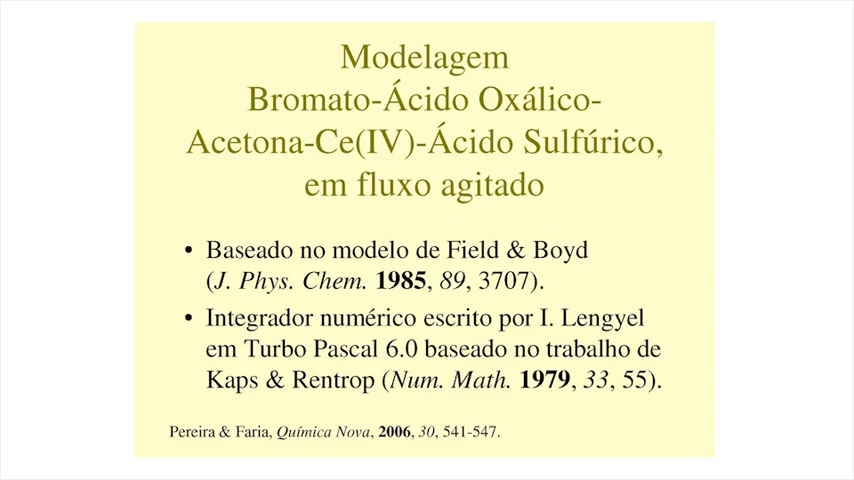 Modelagem
Bromato-Ácido Oxálico-
Acetona-Ce(IV)-Ácido Sulfúrico,
em fluxo agitado
• Baseado no modelo de Field & Boyd
(J. Phys. Chem. 1985, 89, 3707).
• Integrador numérico escrito por I. Lengyel
em Turbo Pascal 6.0 baseado no trabalho de
Kaps & Rentrop (Num. Math. 1979, 33, 55).
Pereira & Faria, Química Nova, 2006, 30, 541-547.